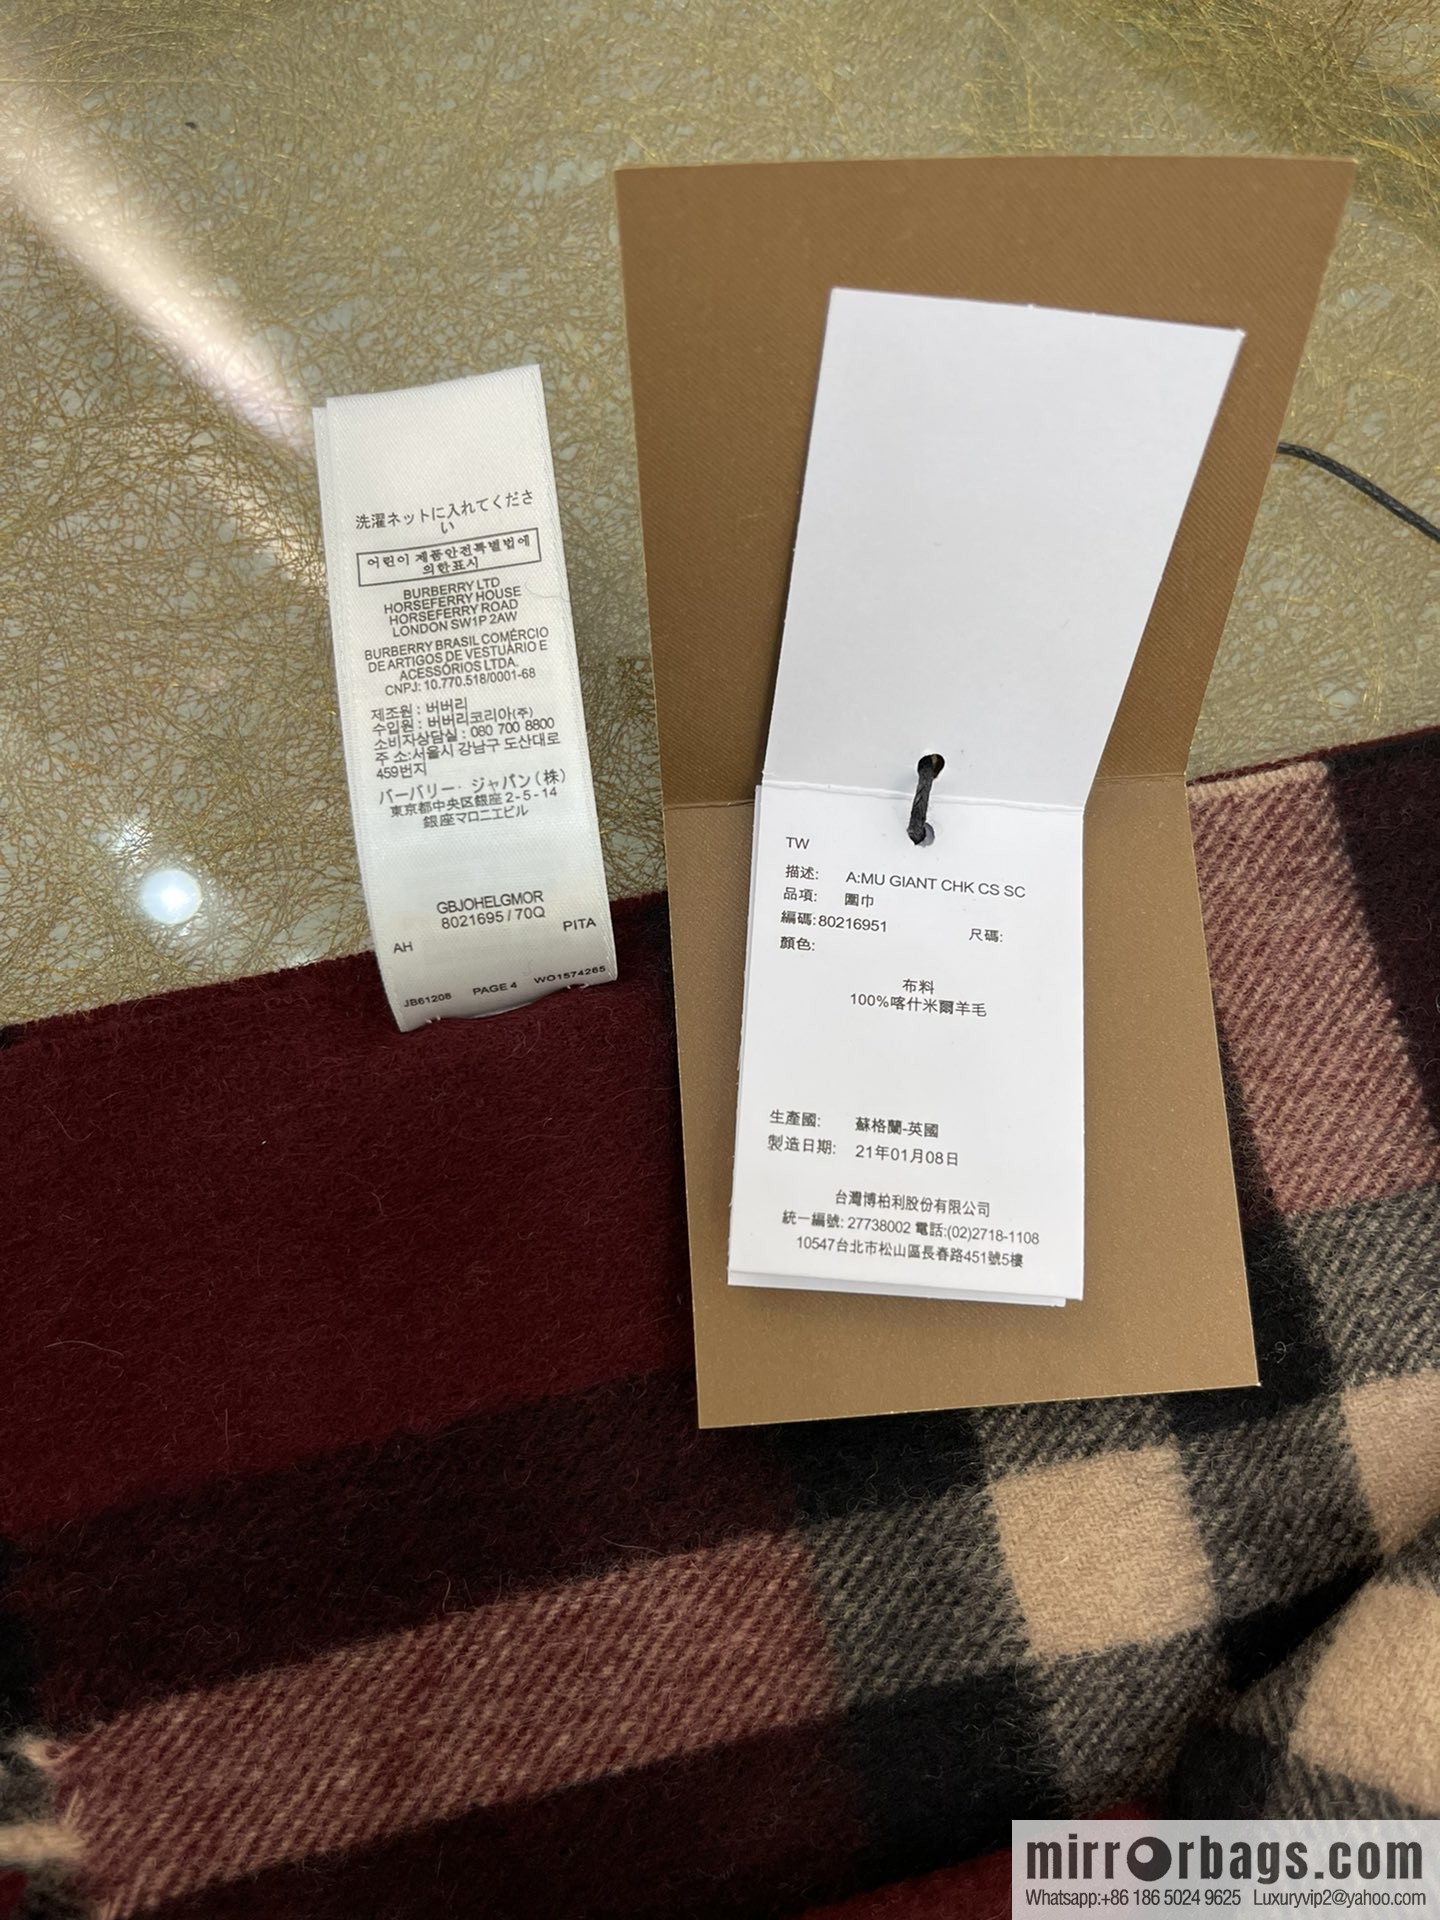 洗濯ネットに入れてくださ
い
어린이 제품안전특별법에
의한표시
BURBERRY LTD
HORSEFERRY HOUSE
HORSEFERRY ROAD
LONDON SW1P 2AW
BURBERRY BRASIL COMÉRCIO
DE ARTIGOS DE VESTUÁRIO E
ACESSÓRIOS LTDA.
CNPJ: 10.770.518/0001-68
제조원 : 버버리
수입원 : 버버리코리아(주)
소비자상담실 : 080 700 8800
주 소:서울시 강남구 도산대로
459번지
バーバリー・ジャパン(株)
東京都中央区銀座2-5-14
銀座マロニエビル
GBJOHELGMOR
8021695/70Q
AH PITA
JB61208 PAGE 4 WO1574265
TW
描述: A:MU GIANT CHK CS SC
品項: 圍巾
編碼:80216951 尺碼:
顏色:
布料
100%喀什米爾羊毛
生產國: 蘇格蘭-英國
製造日期: 21年01月08日
台灣博柏利股份有限公司
統一編號: 27738002 電話:(02)2718-1108
10547台北市松山區長春路451號5樓
mirrorbags.com
Whatsapp:+86 186 5024 9625 Luxuryvip2@yahoo.com